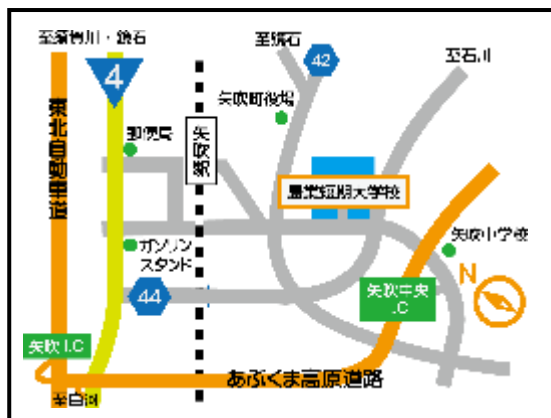 至須賀川・鏡石
至鏡石
至石川
4
42
矢吹町役場
東北自動車道
郵便局
矢吹駅
農業短期大学校
ガソリン
スタンド
矢吹中学校
N
44
矢吹中央
I.C
矢吹I.C
あぶくま高原道路
至白河